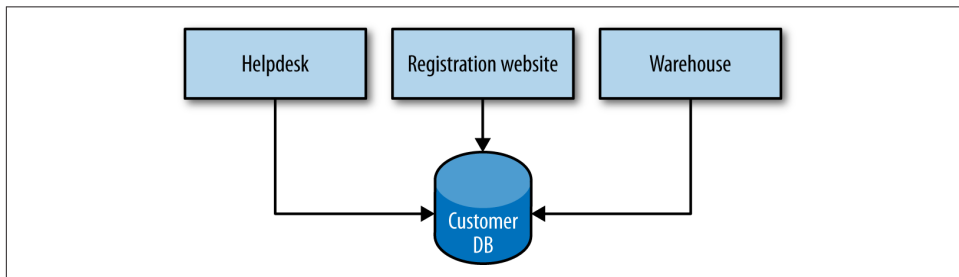 Helpdesk
Registration website
Warehouse
Customer
DB